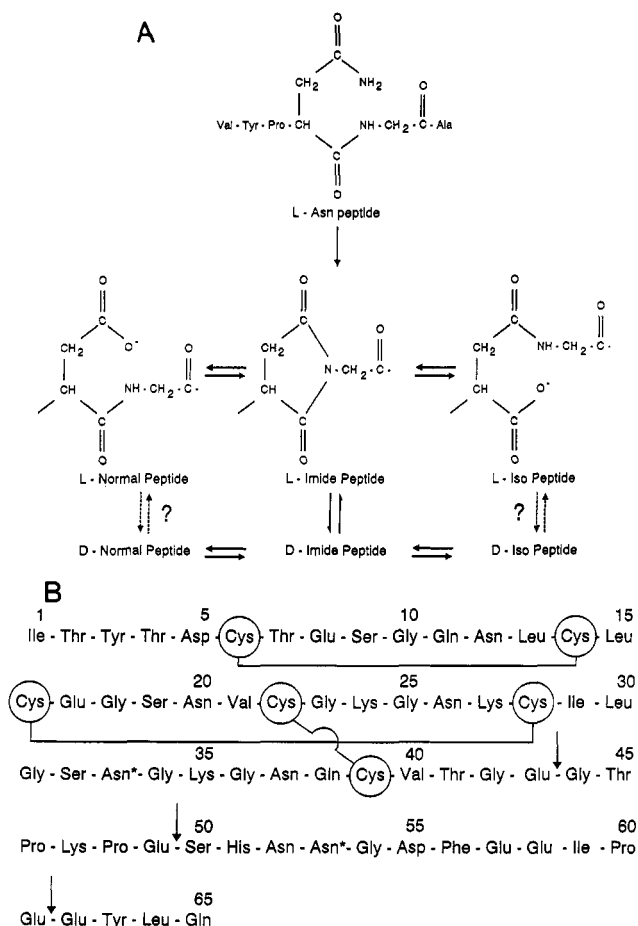 A
O
C
CH₂ NH₂ O
C
Val - Tyr - Pro - CH NH - CH₂ - C - Ala
C
O
L - Asn peptide
O O O
C C C O
CH₂ O⁻ O CH₂ O CH₂ NH - CH₂ - C -
CH NH - CH₂ - C - CH N - CH₂ - C - CH O⁻
C C C
O O O
L - Normal Peptide L - Imide Peptide L - Iso Peptide
? ?
D - Normal Peptide D - Imide Peptide D - Iso Peptide
B
1 5 10 15
Ile - Thr - Tyr - Thr - Asp - Cys - Thr - Glu - Ser - Gly - Gln - Asn - Leu - Cys - Leu
20 25 30
Cys - Glu - Gly - Ser - Asn - Val - Cys - Gly - Lys - Gly - Asn - Lys - Cys - Ile - Leu
35 40 45
Gly - Ser - Asn* - Gly - Lys - Gly - Asn - Gln - Cys - Val - Thr - Gly - Glu - Gly - Thr
50 55 60
Pro - Lys - Pro - Glu - Ser - His - Asn - Asn* - Gly - Asp - Phe - Glu - Glu - Ile - Pro
65
Glu - Glu - Tyr - Leu - Gln